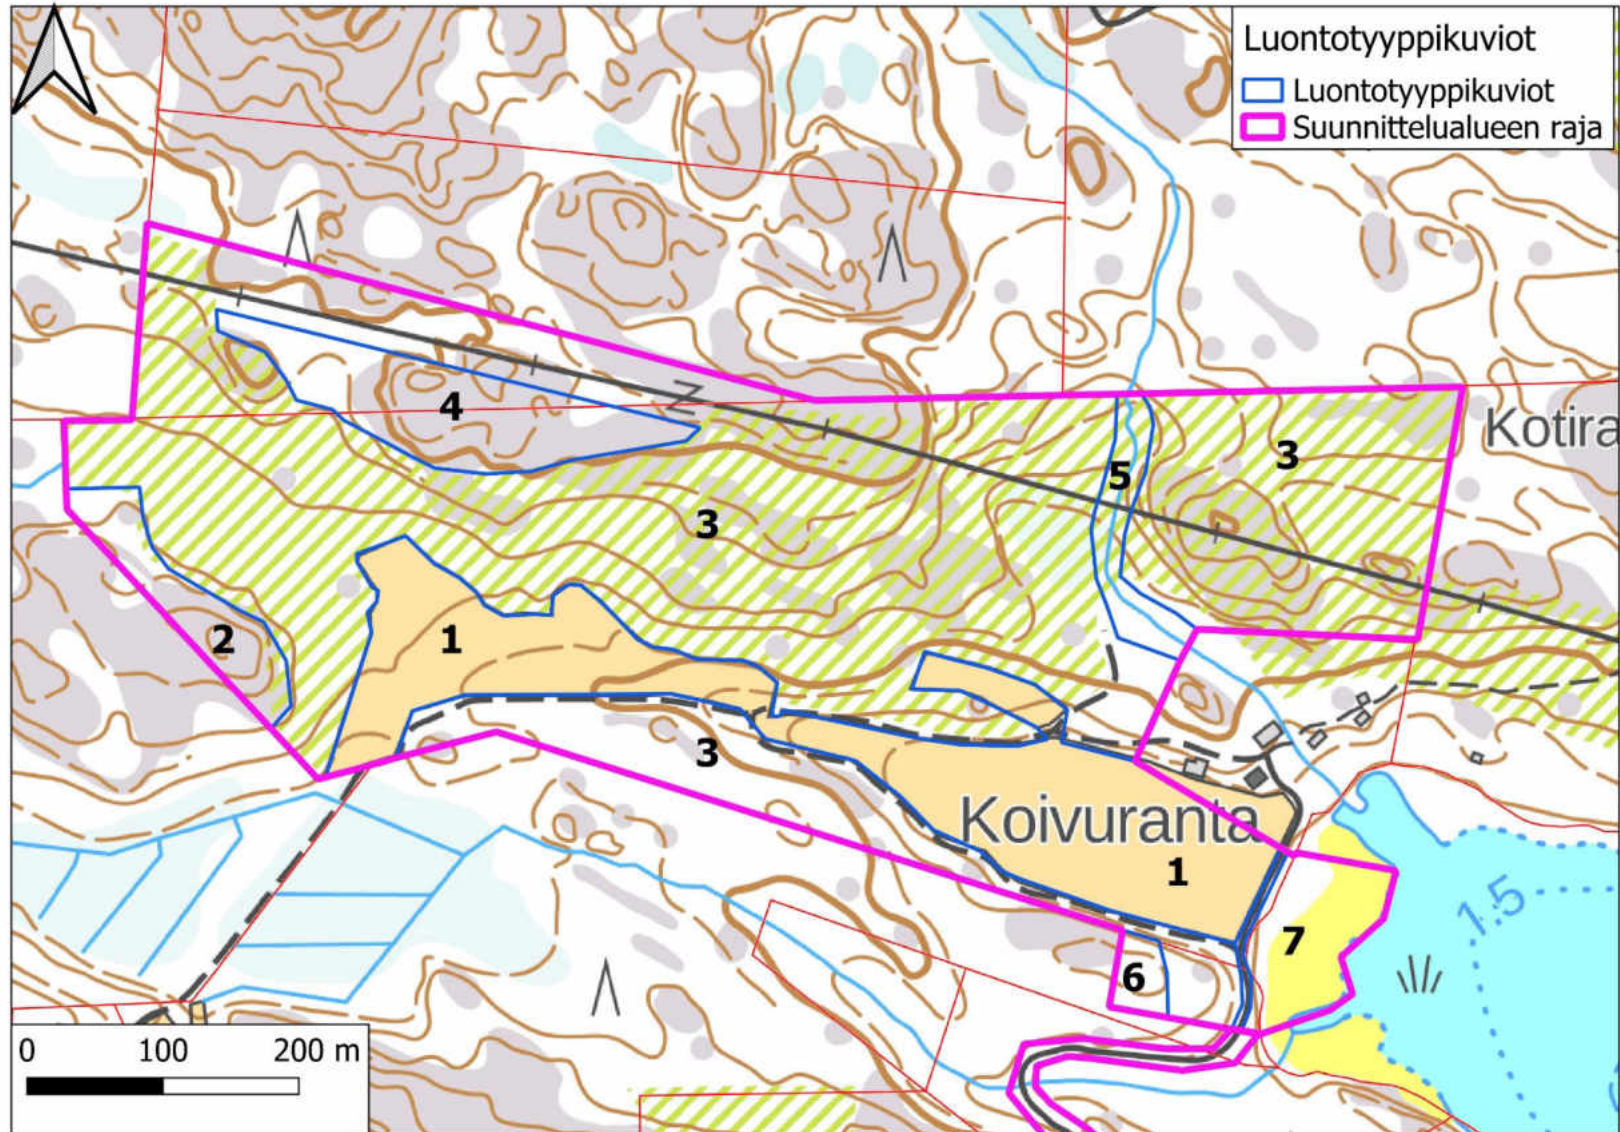 Luontotyyppikuviot
Luontotyyppikuviot
Suunnittelualueen raja
4
Kotira
3
5
3
2
1
3
Koivuranta
1
1.5
7
6
0 100 200 m